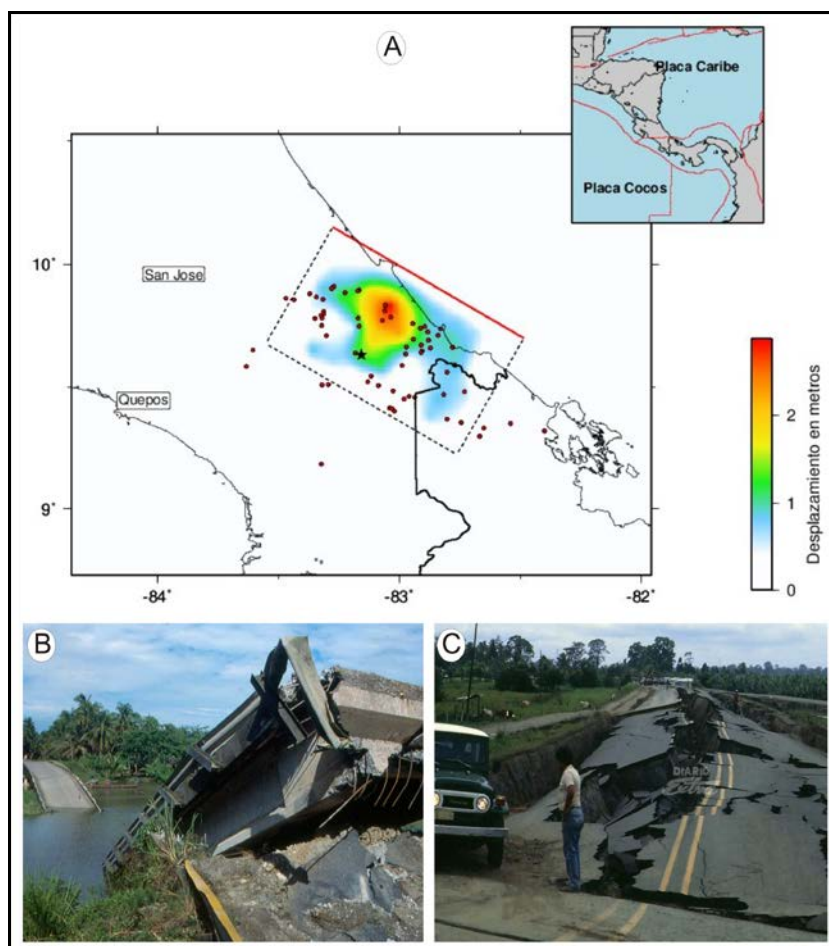 A
Placa Caribe
Placa Cocos
10˚
San Jose
Quepos
9˚
-84˚
-83˚
-82˚
2
1
0
Desplazamiento en metros
B
C
DIARIO